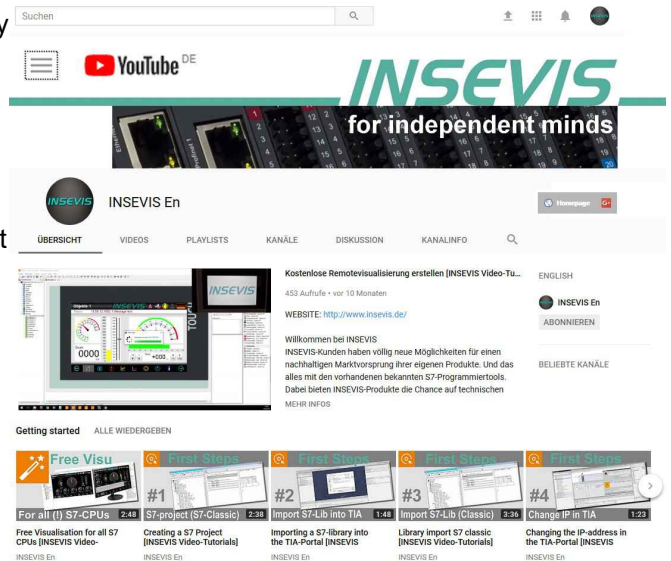 y
Suchen
YouTube DE
INSEVIS
for independent minds
INSEVIS
INSEVIS En
Homepage G+
t
ÜBERSICHT VIDEOS PLAYLISTS KANÄLE DISKUSSION KANALINFO
INSEVIS
TOUCH
0000
+000
Kostenlose Remotevisualisierung erstellen [INSEVIS Video-Tu...
453 Aufrufe • vor 10 Monaten
WEBSITE: http://www.insevis.de/
Willkommen bei INSEVIS
INSEVIS-Kunden haben völlig neue Möglichkeiten für einen
nachhaltigen Marktvorsprung ihrer eigenen Produkte. Und das
alles mit den vorhandenen bekannten S7-Programmiertools.
Dabei bieten INSEVIS-Produkte die Chance auf technischen
MEHR INFOS
ENGLISH
INSEVIS En
ABONNIEREN
BELIEBTE KANÄLE
Getting started ALLE WIEDERGEBEN
Free Visu
For all (!) S7-CPUs 2:48
Free Visualisation for all S7
CPUs [INSEVIS Video-
INSEVIS En
First Steps
#1
S7-project (S7-Classic) 2:38
Creating a S7 Project
[INSEVIS Video-Tutorials]
INSEVIS En
First Steps
#2
Import S7-Lib into TIA 1:48
Importing a S7-library into
the TIA-Portal [INSEVIS
INSEVIS En
First Steps
#3
Import S7-Lib (Classic) 3:36
Library import S7 classic
[INSEVIS Video-Tutorials]
INSEVIS En
First Steps
#4
Change IP in TIA 1:23
Changing the IP-address in
the TIA-Portal [INSEVIS
INSEVIS En